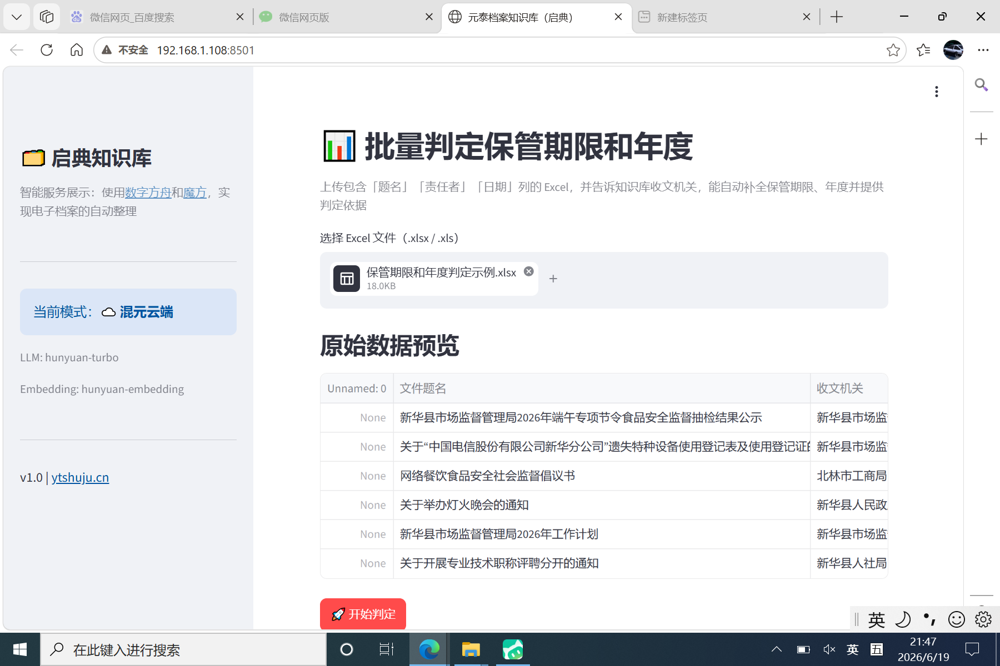 微信网页_百度搜索
微信网页版
元泰档案知识库（启典）
新建标签页
不安全 192.168.1.108:8501
启典知识库
智能服务展示：使用数字方舟和魔方，实
现电子档案的自动整理
当前模式： 混元云端
LLM: hunyuan-turbo
Embedding: hunyuan-embedding
v1.0 | ytshuju.cn
批量判定保管期限和年度
上传包含「题名」「责任者」「日期」列的 Excel，并告诉知识库收文机关，能自动补全保管期限、年度并提供
判定依据
选择 Excel 文件（.xlsx / .xls）
保管期限和年度判定示例.xlsx
18.0KB
原始数据预览
Unnamed: 0 文件题名 收文机关
None 新华县市场监督管理局2026年端午专项节令食品安全监督抽检结果公示 新华县市场监
None 关于“中国电信股份有限公司新华分公司”遗失特种设备使用登记表及使用登记证 新华县市场监
None 网络餐饮食品安全社会监督倡议书 北林市工商局
None 关于举办灯火晚会的通知 新华县人民政
None 新华县市场监督管理局2026年工作计划 新华县市场监
None 关于开展专业技术职称评聘分开的通知 新华县人社局
开始判定
英
在此键入进行搜索
英
五
21:47
2026/6/19